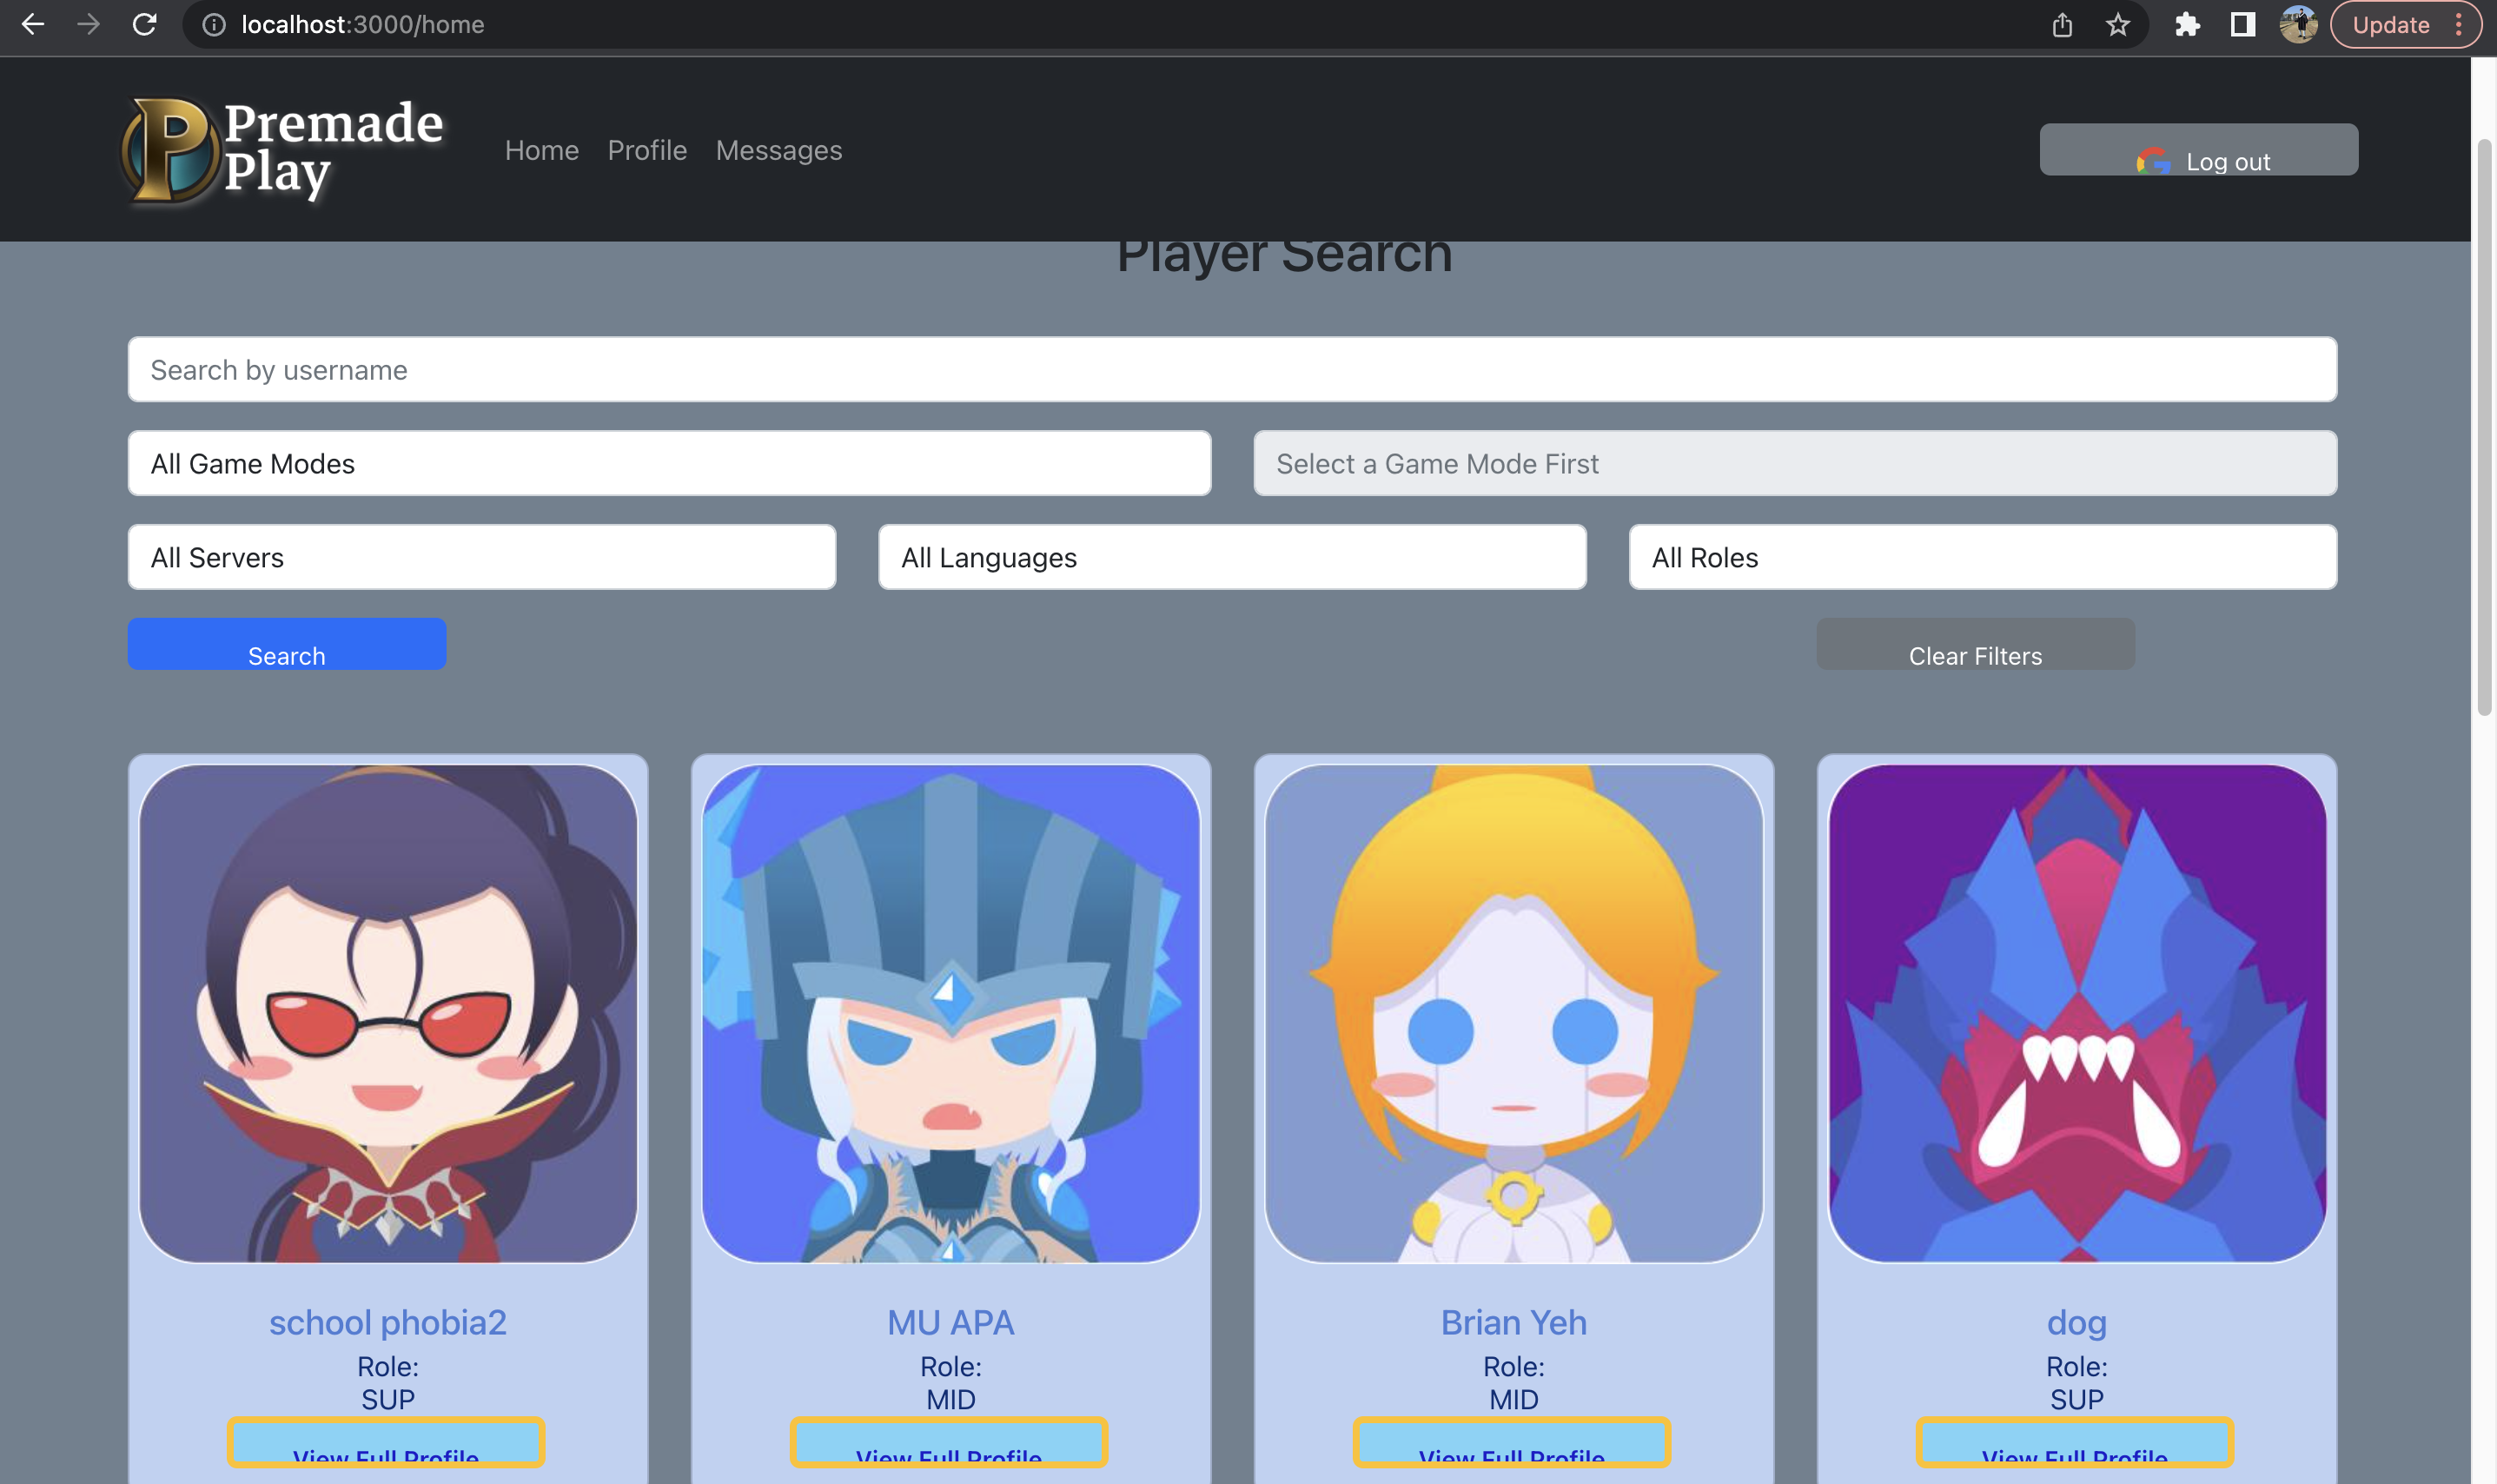 localhost:3000/home
Update
Premade
Play
Home Profile Messages
Log out
Player Search
Search by username
All Game Modes
Select a Game Mode First
All Servers
All Languages
All Roles
Search
Clear Filters
school phobia2
Role:
SUP
View Full Profile
MU APA
Role:
MID
View Full Profile
Brian Yeh
Role:
MID
View Full Profile
dog
Role:
SUP
View Full Profile